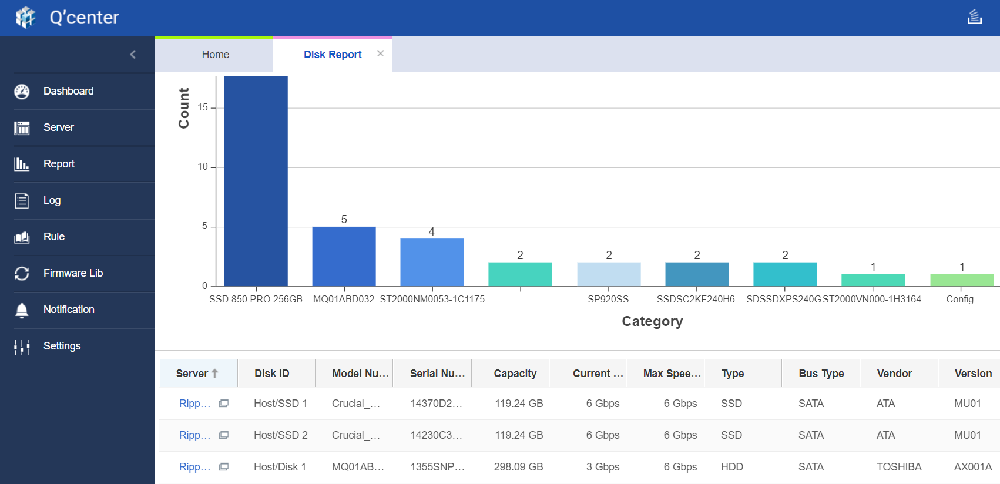 Q'center
Home
Disk Report
Dashboard
Server
Report
Log
Rule
Firmware Lib
Notification
Settings
Count
15
10
5
0
5
4
2
2
2
2
1
1
SSD 850 PRO 256GB MQ01ABD032 ST2000NM0053-1C1175 SP920SS SSDSC2KF240H6 SDSSDXPS240G ST2000VN000-1H3164 Config
Category
Server Disk ID Model Nu... Serial Nu... Capacity Current ... Max Spee... Type Bus Type Vendor Version
Ripp... Host/SSD 1 Crucial_... 14370D2... 119.24 GB 6 Gbps 6 Gbps SSD SATA ATA MU01
Ripp... Host/SSD 2 Crucial_... 14230C3... 119.24 GB 6 Gbps 6 Gbps SSD SATA ATA MU01
Ripp... Host/Disk 1 MQ01AB... 1355SNP... 298.09 GB 3 Gbps 6 Gbps HDD SATA TOSHIBA AX001A